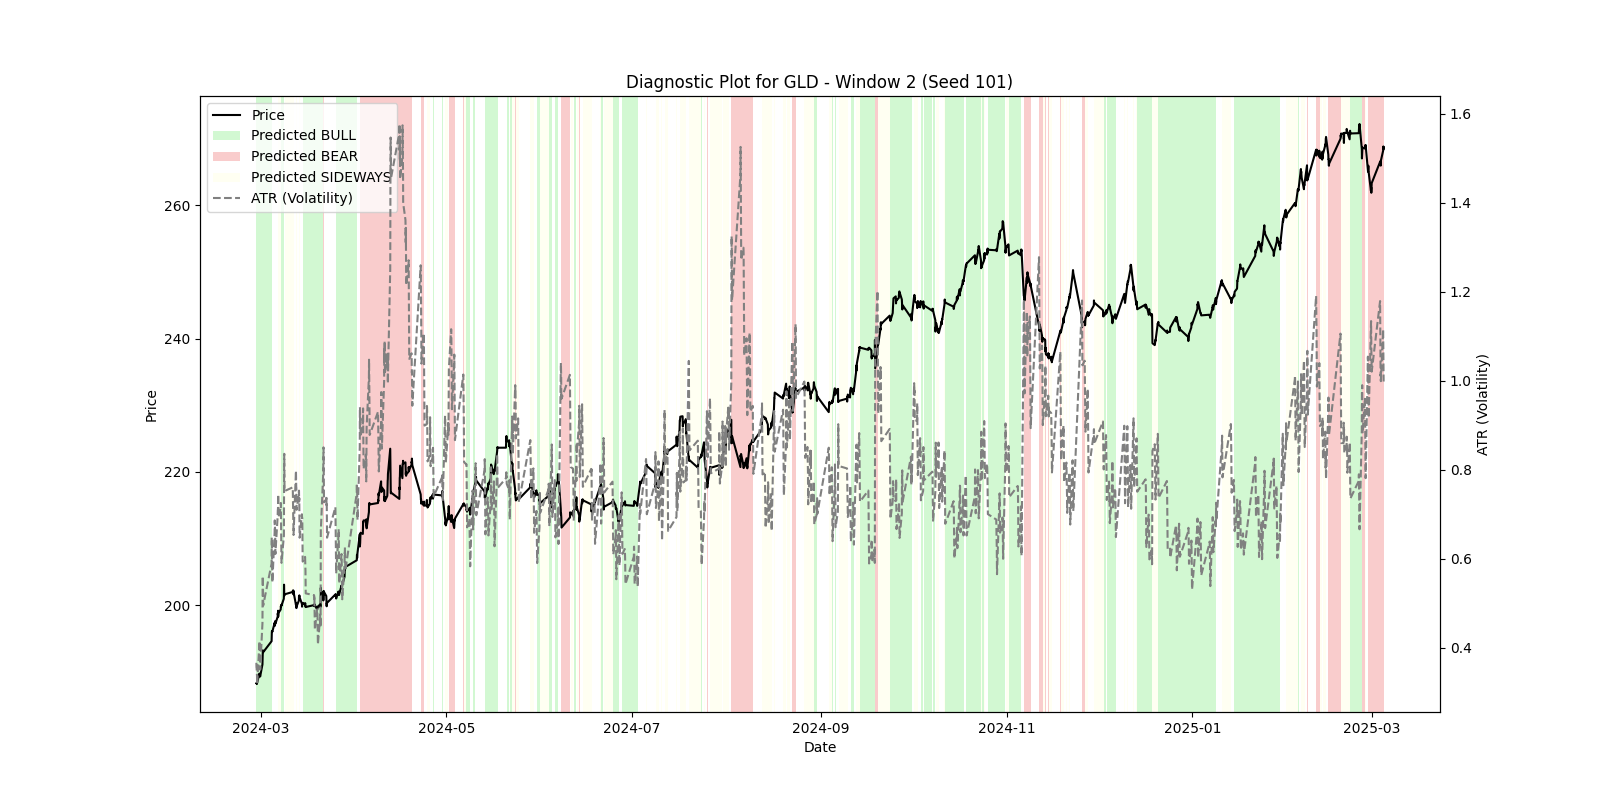 Diagnostic Plot for GLD - Window 2 (Seed 101)
Price
Predicted BULL
Predicted BEAR
Predicted SIDEWAYS
ATR (Volatility)
260
240
220
200
Price
1.6
1.4
1.2
1.0
0.8
0.6
0.4
ATR (Volatility)
2024-03
2024-05
2024-07
2024-09
2024-11
2025-01
2025-03
Date